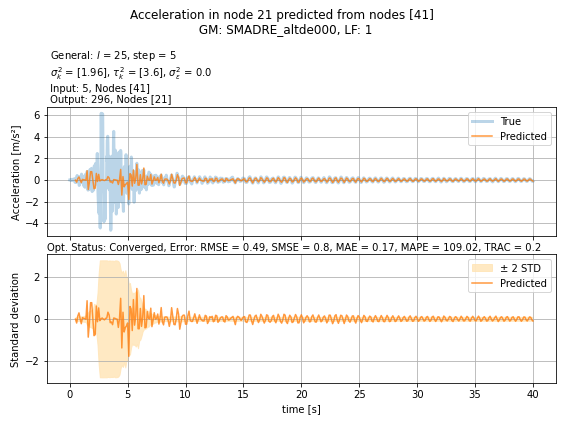 Acceleration in node 21 predicted from nodes [41]
GM: SMADRE_altde000, LF: 1
General: l = 25, step = 5
σ²ₖ = [1.96], τ²ₖ = [3.6], σ²ε = 0.0
Input: 5, Nodes [41]
Output: 296, Nodes [21]
6
4
2
0
−2
−4
Acceleration [m/s²]
True
Predicted
Opt. Status: Converged, Error: RMSE = 0.49, SMSE = 0.8, MAE = 0.17, MAPE = 109.02, TRAC = 0.2
2
0
−2
Standard deviation
± 2 STD
Predicted
0 5 10 15 20 25 30 35 40
time [s]